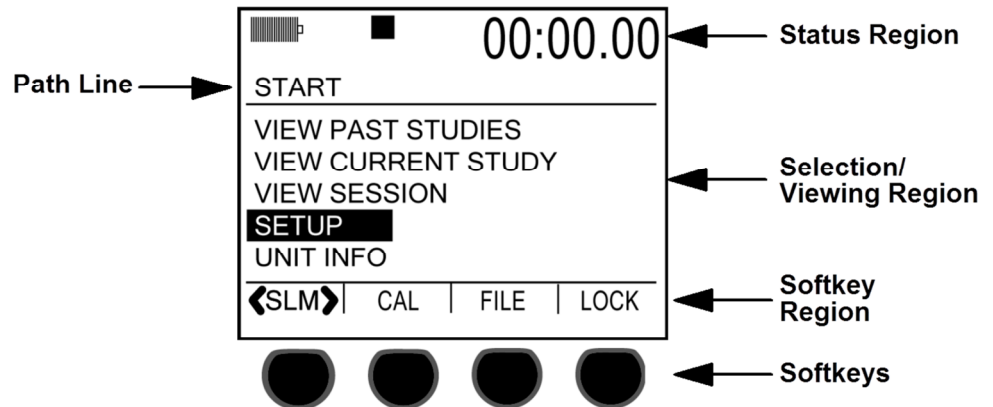 00:00.00
Status Region
Path Line
START
VIEW PAST STUDIES
VIEW CURRENT STUDY
VIEW SESSION
SETUP
UNIT INFO
Selection/
Viewing Region
❮SLM❯ CAL FILE LOCK
Softkey
Region
Softkeys